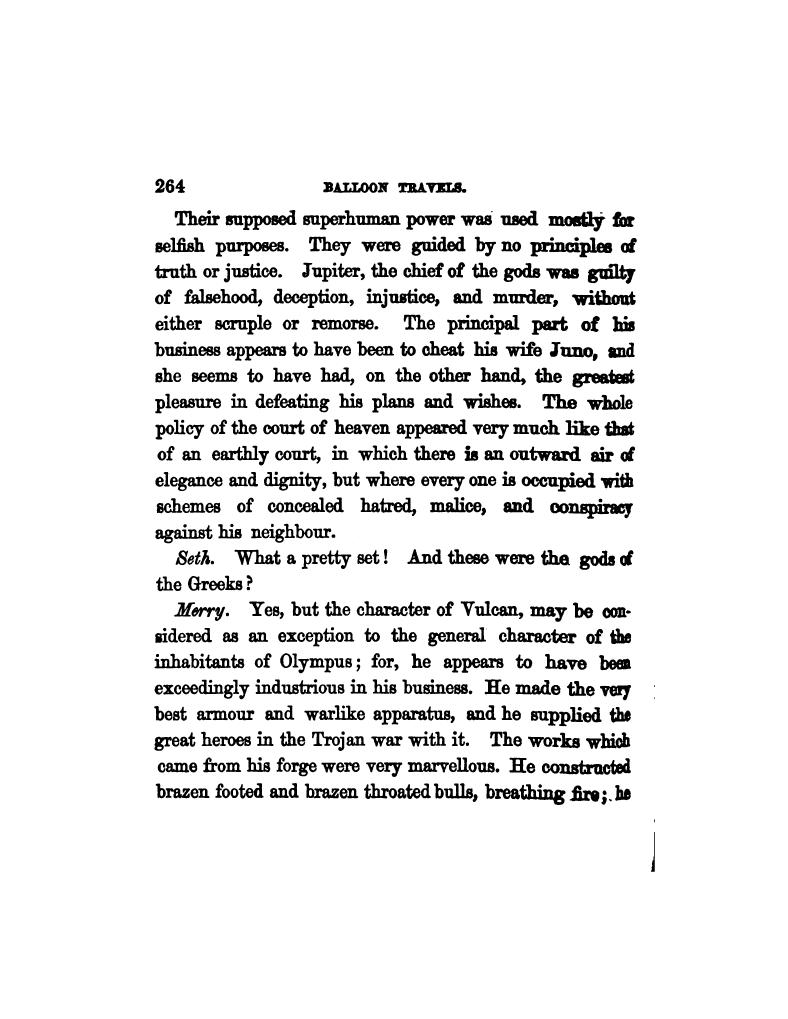 264 BALLOON TRAVELS.
Their supposed superhuman power was used mostly for
selfish purposes. They were guided by no principles of
truth or justice. Jupiter, the chief of the gods was guilty
of falsehood, deception, injustice, and murder, without
either scruple or remorse. The principal part of his
business appears to have been to cheat his wife Juno, and
she seems to have had, on the other hand, the greatest
pleasure in defeating his plans and wishes. The whole
policy of the court of heaven appeared very much like that
of an earthly court, in which there is an outward air of
elegance and dignity, but where every one is occupied with
schemes of concealed hatred, malice, and conspiracy
against his neighbour.
Seth. What a pretty set! And these were the gods of
the Greeks?
Merry. Yes, but the character of Vulcan, may be con-
sidered as an exception to the general character of the
inhabitants of Olympus; for, he appears to have been
exceedingly industrious in his business. He made the very
best armour and warlike apparatus, and he supplied the
great heroes in the Trojan war with it. The works which
came from his forge were very marvellous. He constructed
brazen footed and brazen throated bulls, breathing fire; he